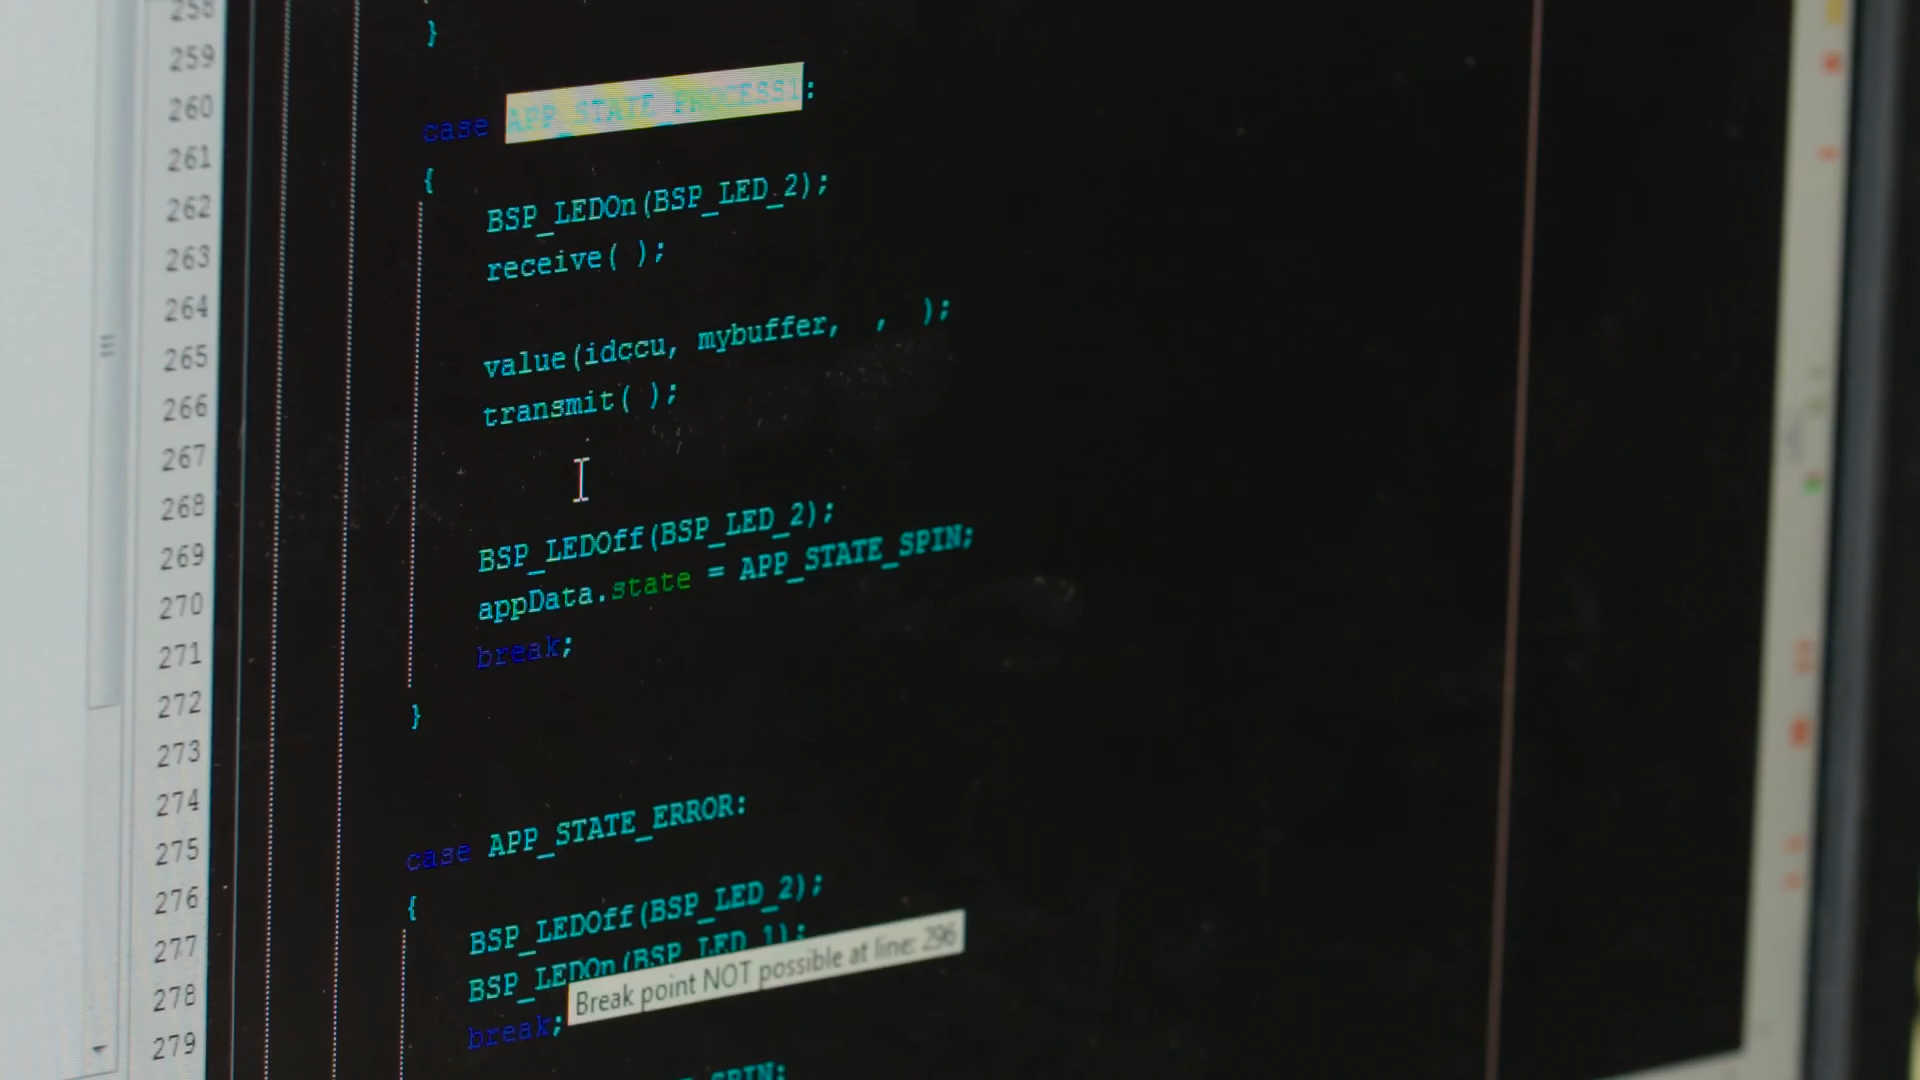 258
}
259
260
case APP_STATE_PROCESS1:
261
{
262
BSP_LEDOn(BSP_LED_2);
263
receive( );
264
265
value(idccu, mybuffer, , );
266
transmit( );
267
268
269
BSP_LEDOff(BSP_LED_2);
270
appData.state = APP_STATE_SPIN;
271
break;
272
}
273
274
275
case APP_STATE_ERROR:
276
{
277
BSP_LEDOff(BSP_LED_2);
278
BSP_LEDOn(BSP_LED_1);
Break point NOT possible at line: 296
279
break;
SPIN: